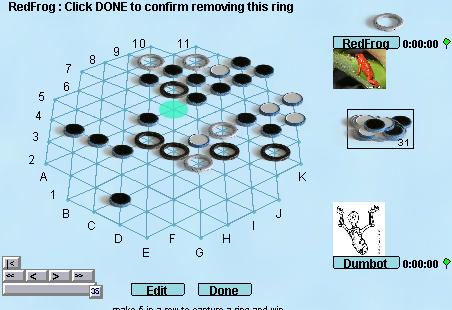 RedFrog : Click DONE to confirm removing this ring
10 11
9
8
7
6
5
4
3
2
1
A
B
C
D
E
F
G
H
I
J
K
RedFrog 0:00:00
31
Dumbot 0:00:00
|<
<< < > >>
35
Edit Done
make 5 in a row to capture a ring and win